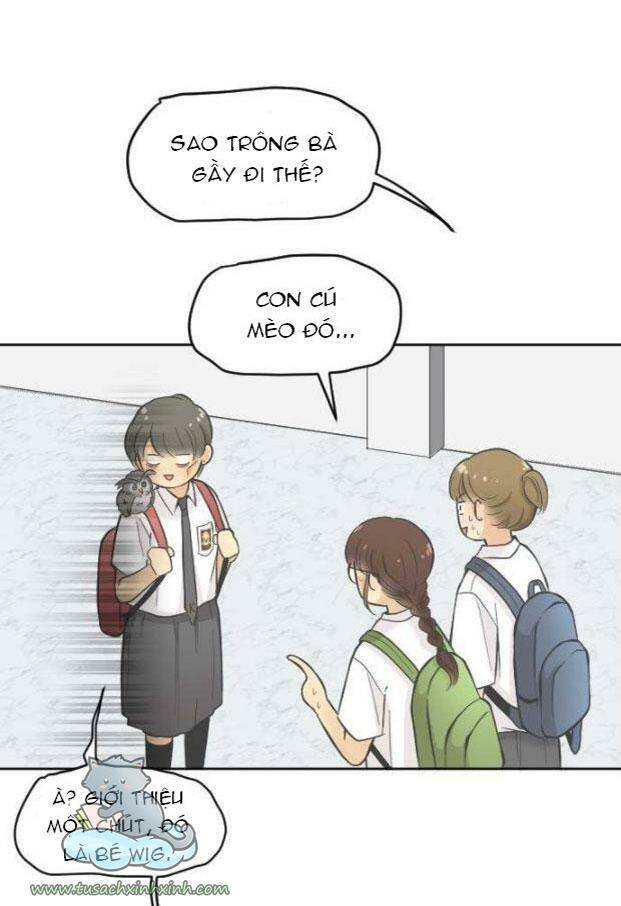 SAO TRÔNG BÀ
GẦY ĐI THẾ?
CON CÚ
MÈO ĐÓ...
À? GIỚI THIỆU
MỘT CHÚT, ĐÓ
LÀ BÉ WIG.
www.tusachxinhxinh.com